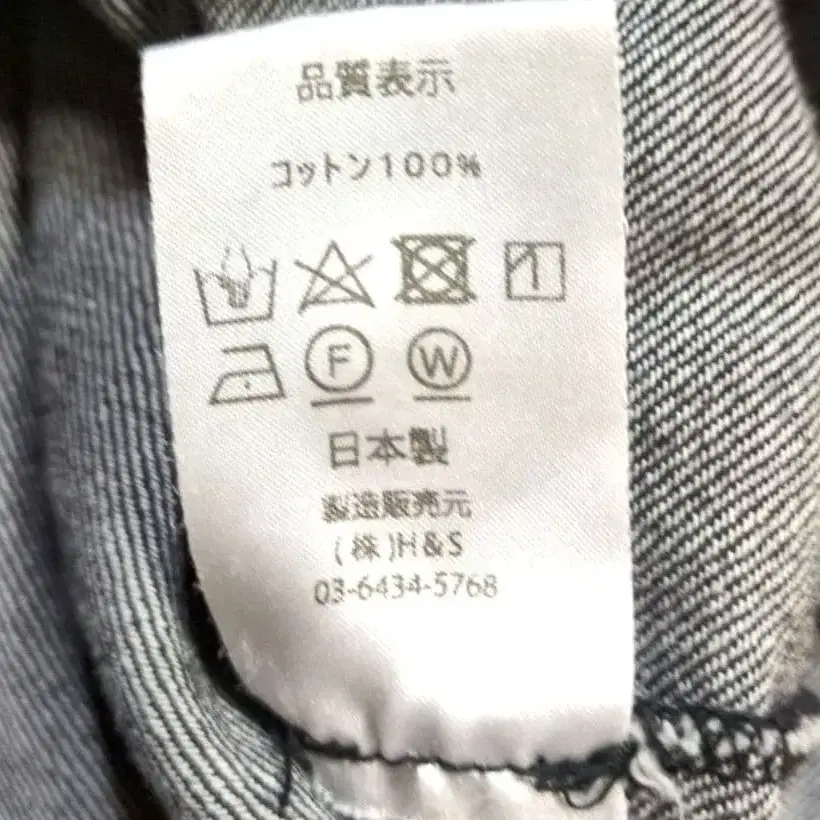 品質表示
コットン100%
F W
日本製
製造販売元
(株)H&S
03-6434-5768